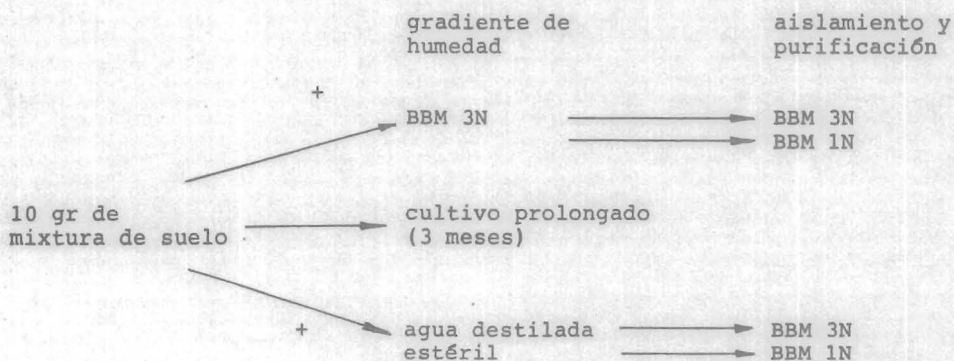 gradiente de
humedad
aislamiento y
purificación
+
BBM 3N
BBM 3N
BBM 1N
10 gr de
mixtura de suelo
cultivo prolongado
(3 meses)
+
agua destilada
estéril
BBM 3N
BBM 1N